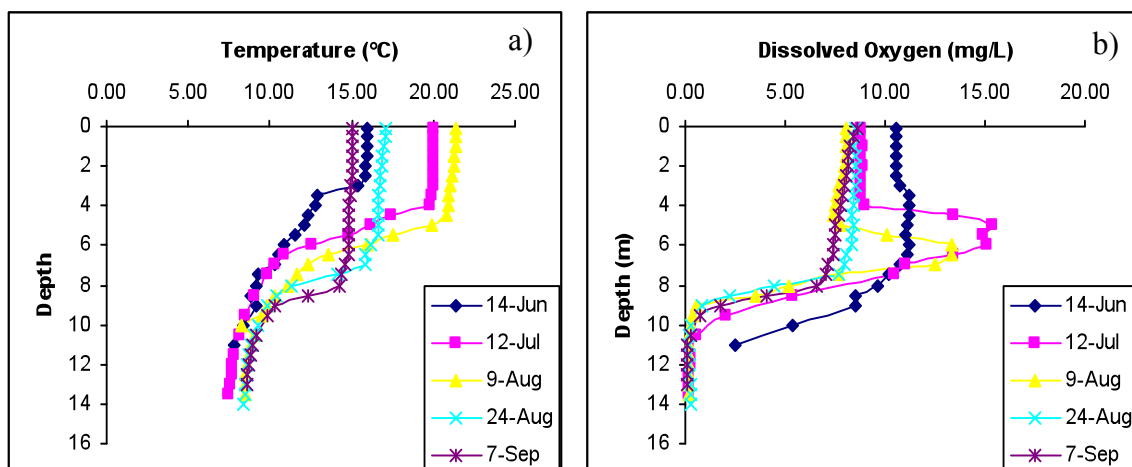 Temperature (°C)
a)
0.00 5.00 10.00 15.00 20.00 25.00
0
2
4
6
8
10
12
14
16
Depth
14-Jun
12-Jul
9-Aug
24-Aug
7-Sep
Dissolved Oxygen (mg/L)
b)
0.00 5.00 10.00 15.00 20.00
0
2
4
6
8
10
12
14
16
Depth (m)
14-Jun
12-Jul
9-Aug
24-Aug
7-Sep